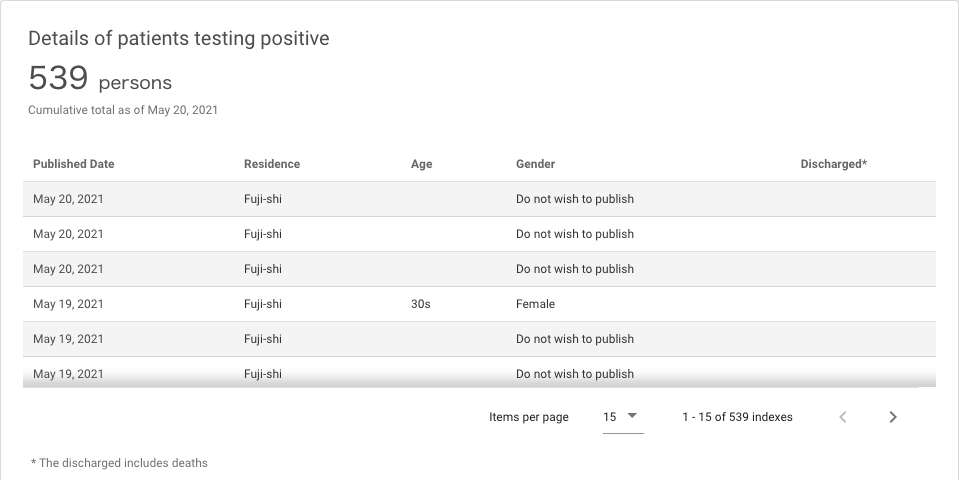 Details of patients testing positive
539 persons
Cumulative total as of May 20, 2021
Published Date Residence Age Gender Discharged*
May 20, 2021 Fuji-shi Do not wish to publish
May 20, 2021 Fuji-shi Do not wish to publish
May 20, 2021 Fuji-shi Do not wish to publish
May 19, 2021 Fuji-shi 30s Female
May 19, 2021 Fuji-shi Do not wish to publish
May 19, 2021 Fuji-shi Do not wish to publish
Items per page 15 1 - 15 of 539 indexes
* The discharged includes deaths